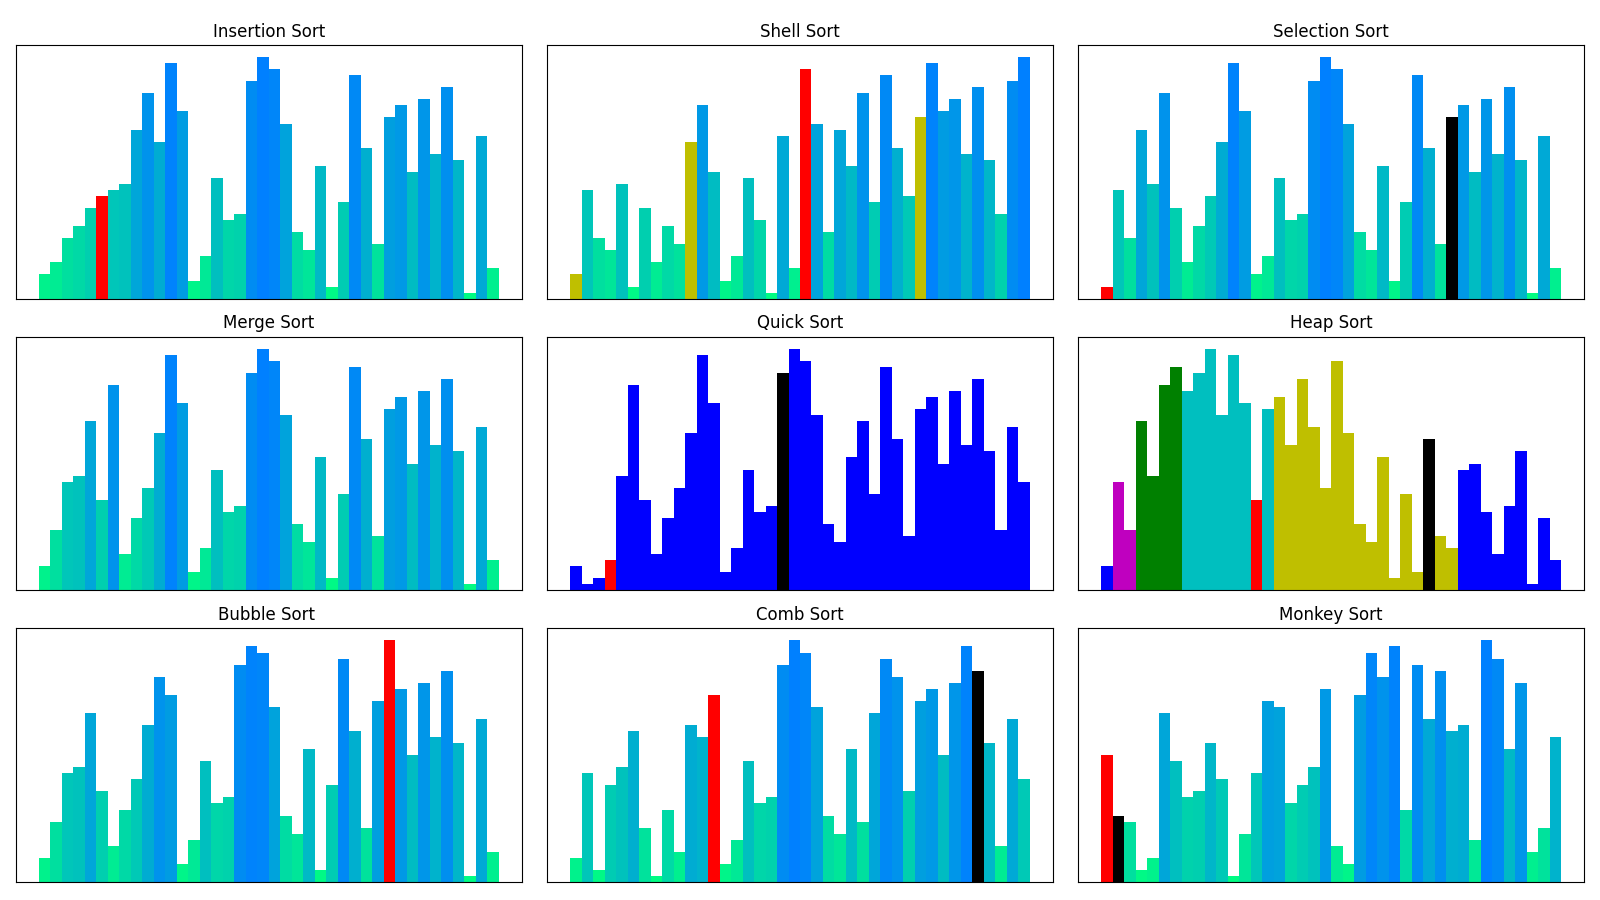 Insertion Sort
Shell Sort
Selection Sort
Merge Sort
Quick Sort
Heap Sort
Bubble Sort
Comb Sort
Monkey Sort